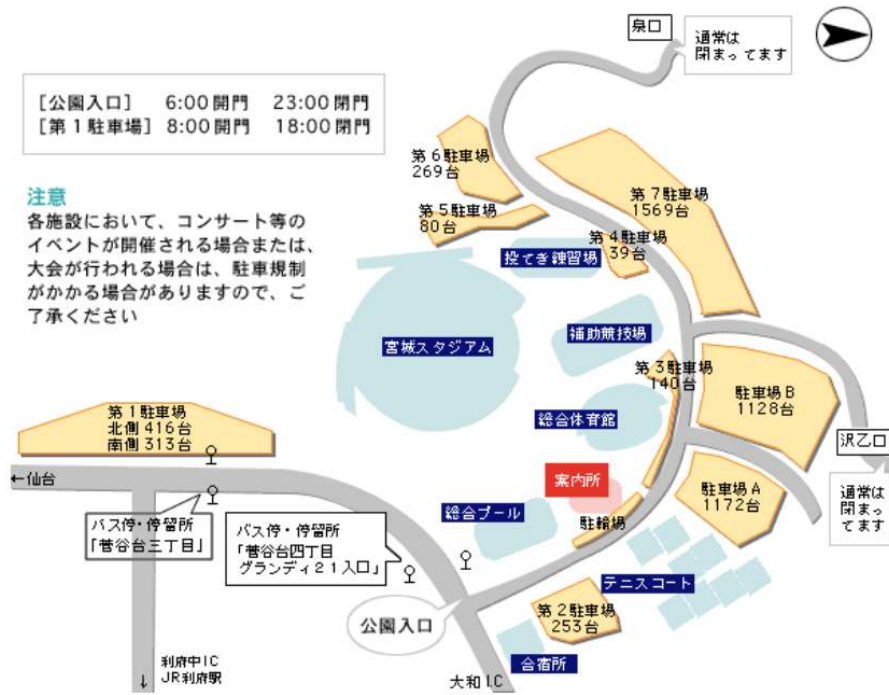 泉口
通常は
閉まってます
[公園入口] 6:00 開門 23:00 閉門
[第1駐車場] 8:00 開門 18:00 閉門
注意
各施設において、コンサート等の
イベントが開催される場合または、
大会が行われる場合は、駐車規制
がかかる場合がありますので、ご
了承ください
第6駐車場
269台
第5駐車場
80台
第7駐車場
1569台
第4駐車場
39台
投てき練習場
補助競技場
宮城スタジアム
第3駐車場
140台
駐車場B
1128台
総合体育館
第1駐車場
北側 416台
南側 313台
沢乙口
通常は
閉まっ
てます
←仙台
案内所
駐車場A
1172台
総合プール
駐輪場
バス停・停留所
「菅谷台三丁目」
バス停・停留所
「菅谷台四丁目
グランディ21入口」
テニスコート
第2駐車場
253台
公園入口
合宿所
利府中IC
JR利府駅
↓
大和I.C